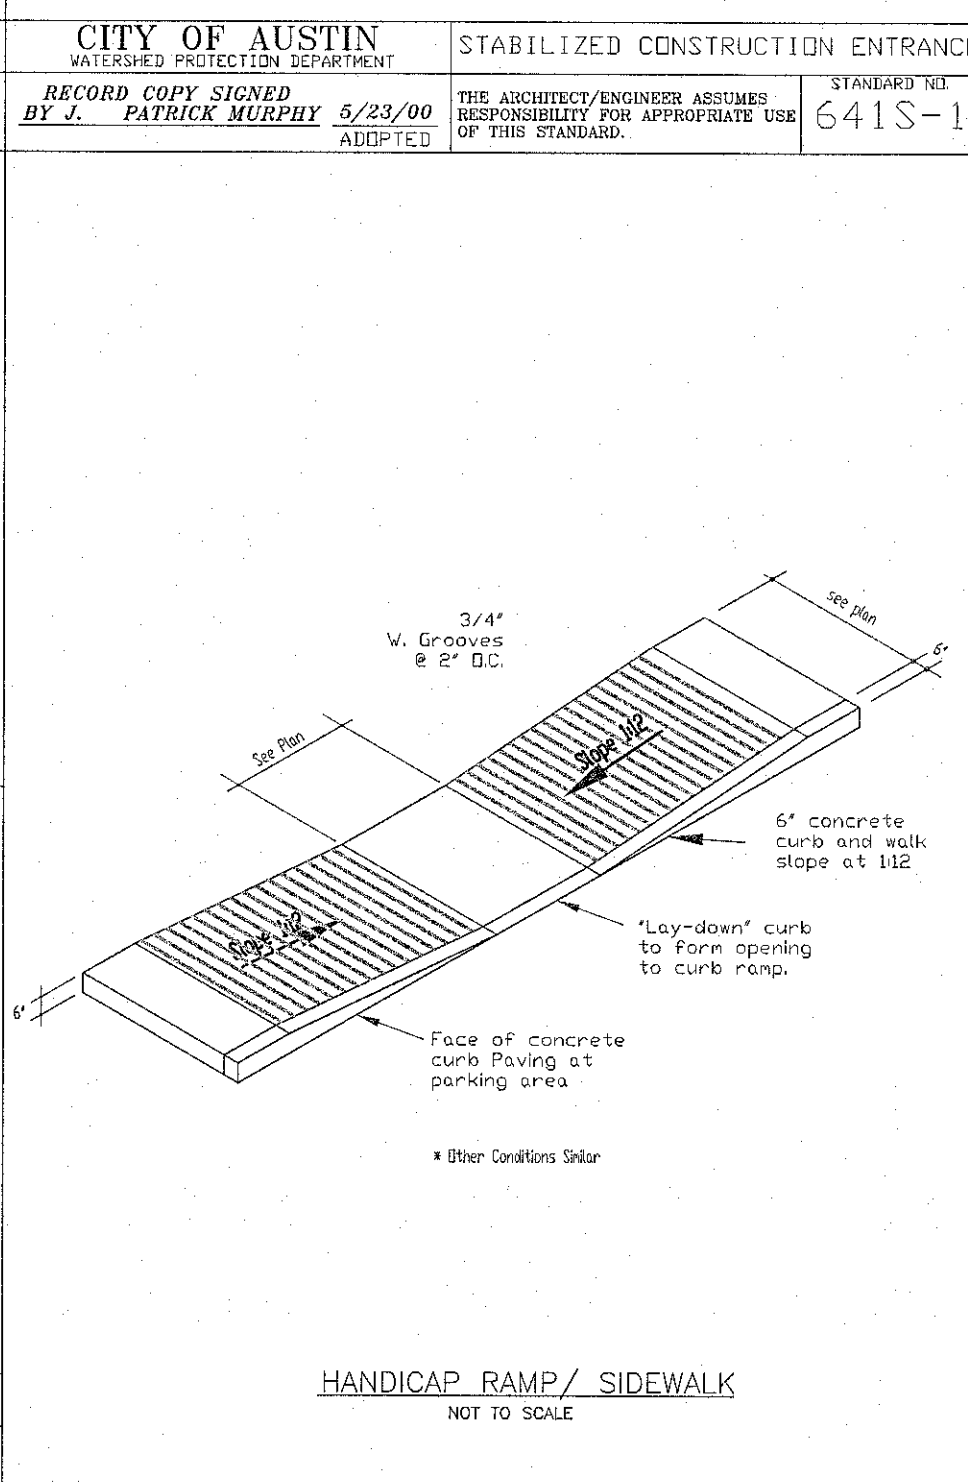 CITY OF AUSTIN
WATERSHED PROTECTION DEPARTMENT
STABILIZED CONSTRUCTION ENTRANCE
RECORD COPY SIGNED
BY J. PATRICK MURPHY 5/23/00
ADOPTED
THE ARCHITECT/ENGINEER ASSUMES
RESPONSIBILITY FOR APPROPRIATE USE
OF THIS STANDARD.
STANDARD NO.
641S-1
see plan
6"
3/4"
W. Grooves
@ 2" O.C.
See Plan
Slope 1:12
6" concrete
curb and walk
slope at 1:12
"Lay-down" curb
to form opening
to curb ramp.
Slope 1:12
6"
Face of concrete
curb Paving at
parking area
* Other Conditions Similar
HANDICAP RAMP/ SIDEWALK
NOT TO SCALE